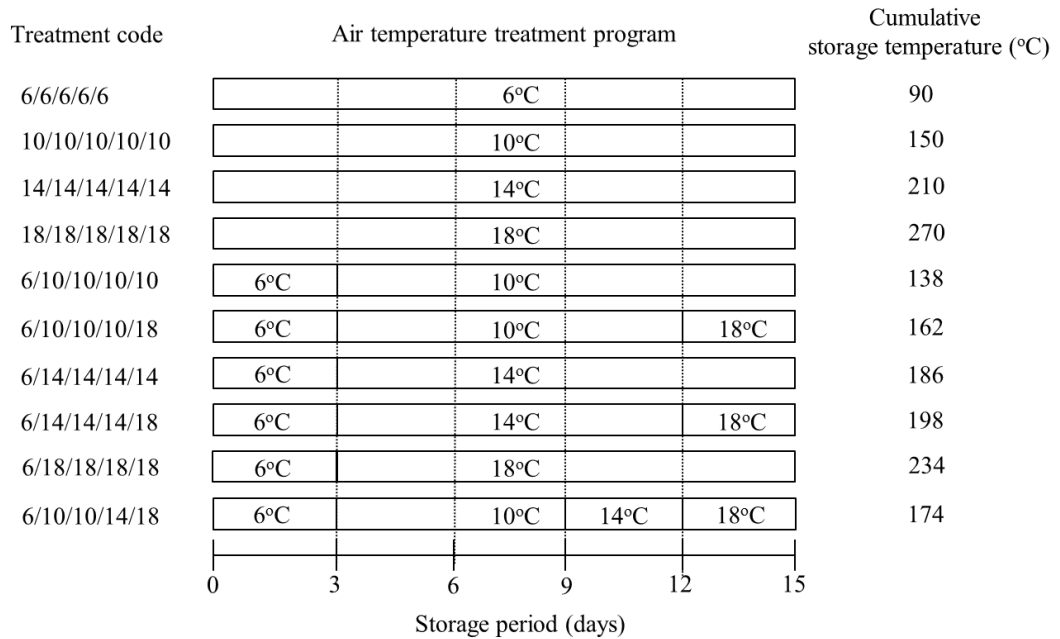 Treatment code Air temperature treatment program Cumulative
storage temperature (°C)
6/6/6/6/6 6°C 90
10/10/10/10/10 10°C 150
14/14/14/14/14 14°C 210
18/18/18/18/18 18°C 270
6/10/10/10/10 6°C 10°C 138
6/10/10/10/18 6°C 10°C 18°C 162
6/14/14/14/14 6°C 14°C 186
6/14/14/14/18 6°C 14°C 18°C 198
6/18/18/18/18 6°C 18°C 234
6/10/10/14/18 6°C 10°C 14°C 18°C 174
0 3 6 9 12 15
Storage period (days)